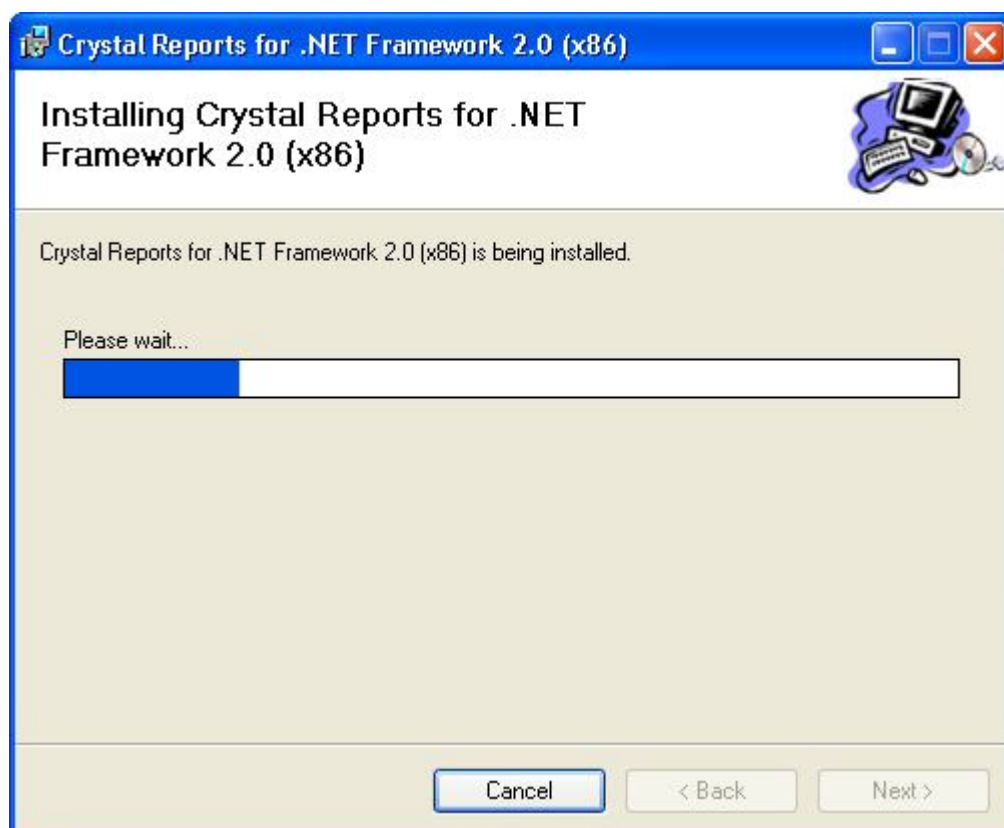 Crystal Reports for .NET Framework 2.0 (x86)
Installing Crystal Reports for .NET
Framework 2.0 (x86)
Crystal Reports for .NET Framework 2.0 (x86) is being installed.
Please wait...
Cancel
< Back
Next >